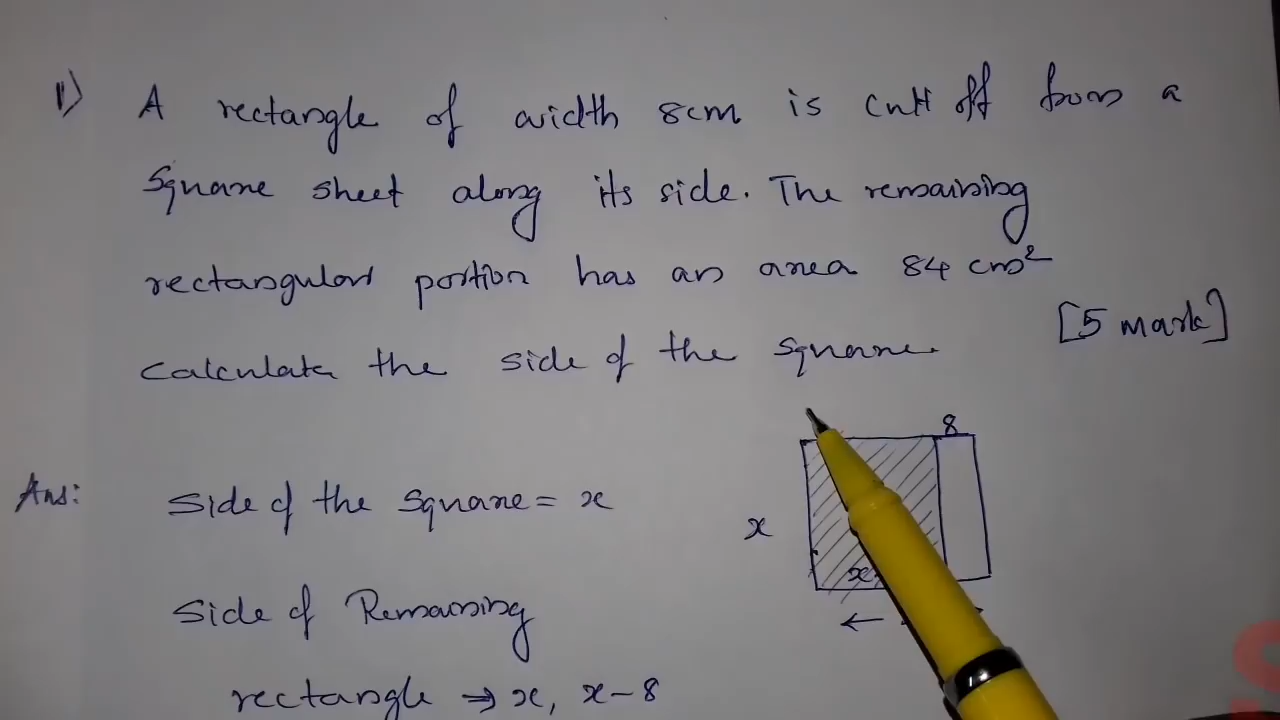 1) A rectangle of width 8cm is cut off from a
square sheet along its side. The remaining
rectangular portion has an area 84 cm²
calculate the side of the square.
[5 mark]
8
Ans: Side of the square = x
x
x
←
Side of Remaining
rectangle ⇒ x, x-8